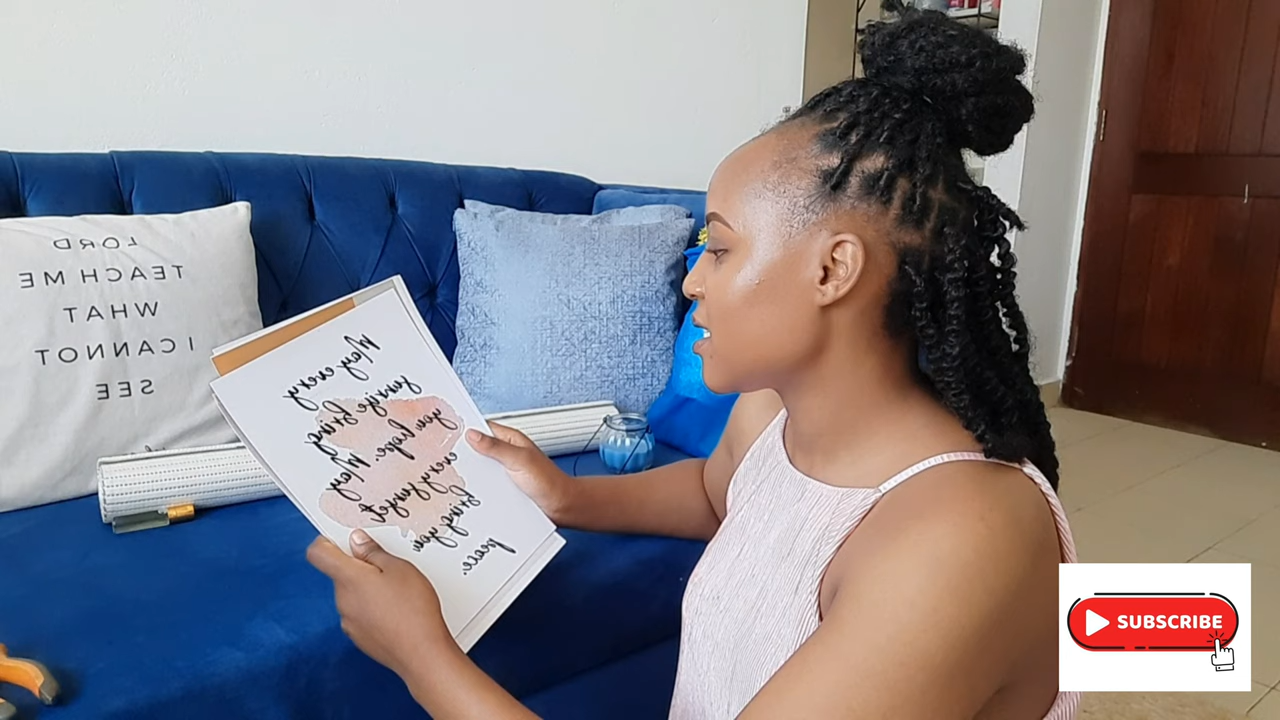 LORD
TEACH ME
WHAT
I CANNOT
SEE
May every
sunrise Bring
you hope. May
every sunset
Bring you
peace.
SUBSCRIBE